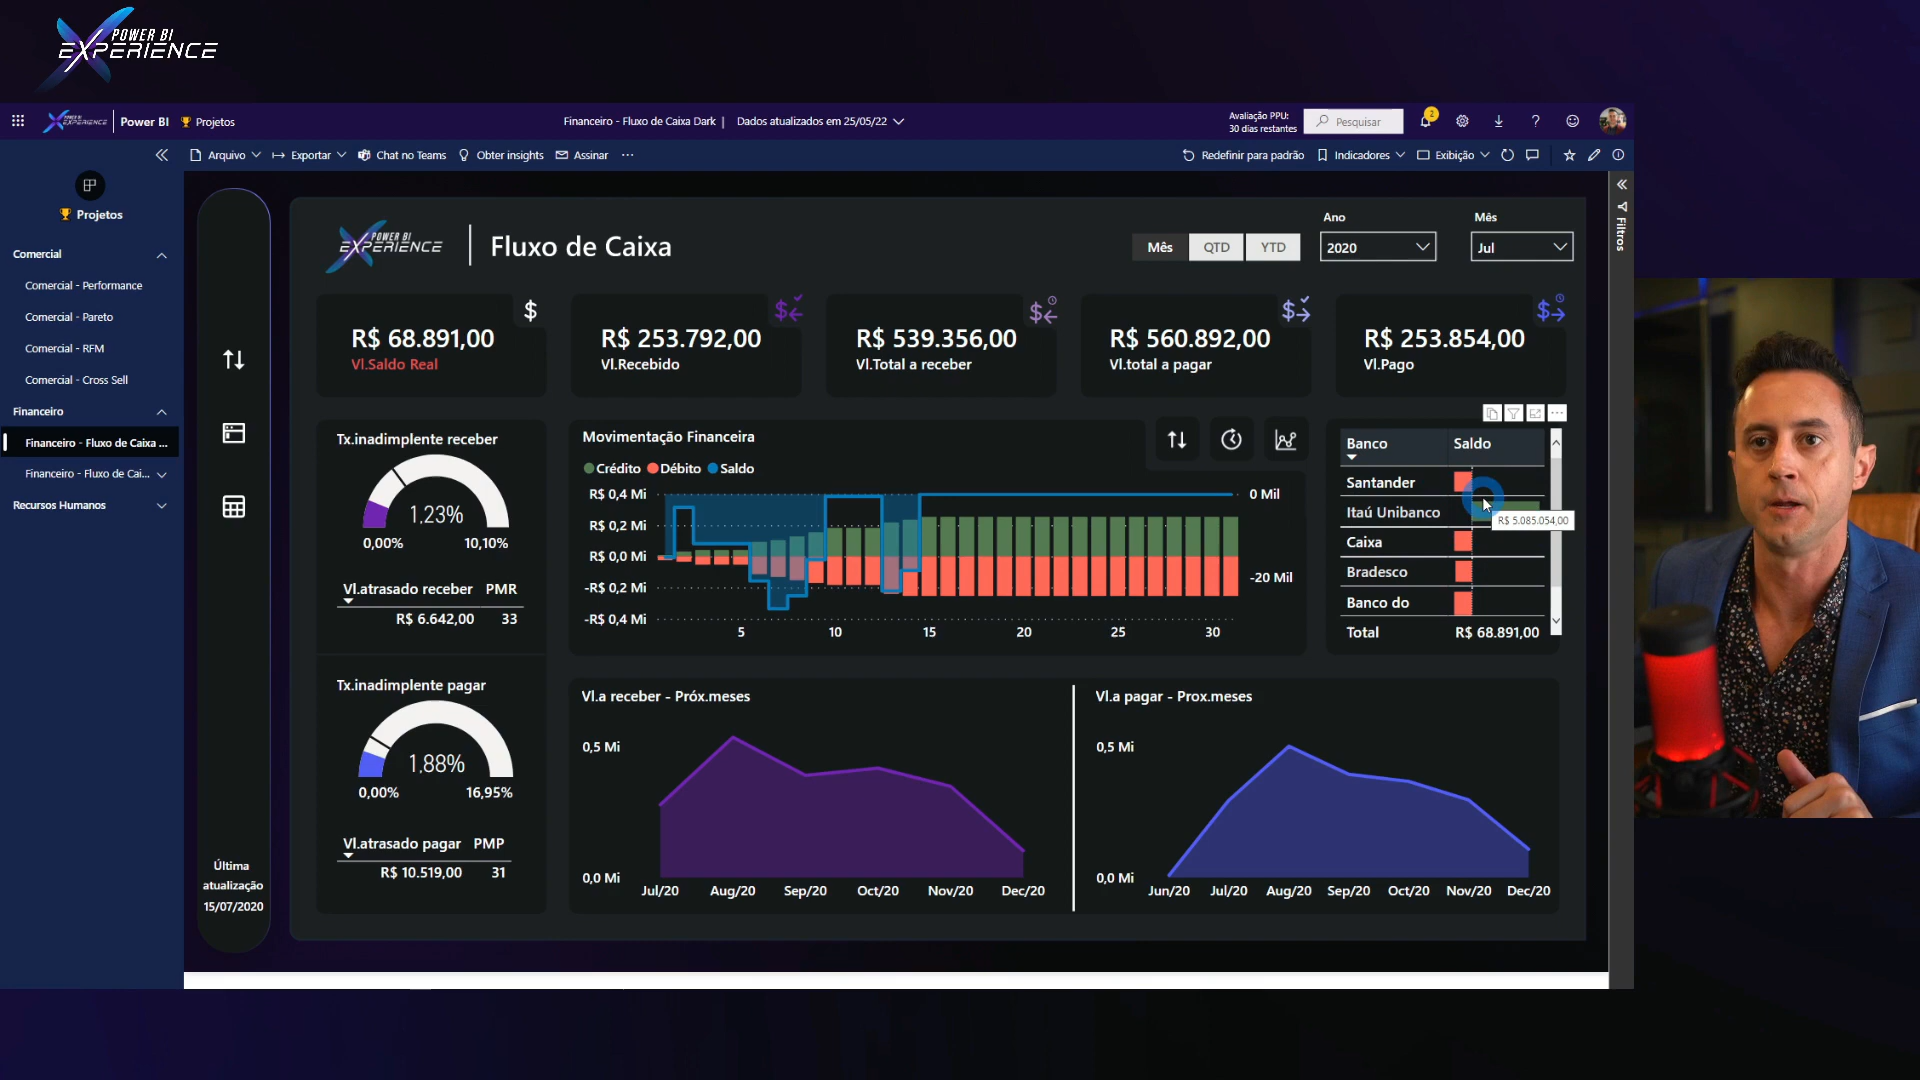 POWER BI
EXPERIENCE
POWER BI
EXPERIENCE
Power BI
Projetos
Financeiro - Fluxo de Caixa Dark | Dados atualizados em 25/05/22
Avaliação PPU:
30 dias restantes
Pesquisar
2
?
Arquivo
Exportar
Chat no Teams
Obter insights
Assinar
...
Redefinir para padrão
Indicadores
Exibição
Projetos
Comercial
Comercial - Performance
Comercial - Pareto
Comercial - RFM
Comercial - Cross Sell
Financeiro
Financeiro - Fluxo de Caixa ...
Financeiro - Fluxo de Cai...
Recursos Humanos
Filtros
POWER BI
EXPERIENCE
Fluxo de Caixa
Mês
QTD
YTD
Ano
2020
Mês
Jul
R$ 68.891,00
Vl.Saldo Real
R$ 253.792,00
Vl.Recebido
R$ 539.356,00
Vl.Total a receber
R$ 560.892,00
Vl.total a pagar
R$ 253.854,00
Vl.Pago
Tx.inadimplente receber
1,23%
0,00%
10,10%
Vl.atrasado receber PMR
R$ 6.642,00 33
Tx.inadimplente pagar
1,88%
0,00%
16,95%
Vl.atrasado pagar PMP
R$ 10.519,00 31
Movimentação Financeira
Crédito Débito Saldo
R$ 0,4 Mi
R$ 0,2 Mi
R$ 0,0 Mi
-R$ 0,2 Mi
-R$ 0,4 Mi
0 Mil
-20 Mil
5 10 15 20 25 30
Banco Saldo
Santander
Itaú Unibanco
R$ 5.085.054,00
Caixa
Bradesco
Banco do
Total R$ 68.891,00
Vl.a receber - Próx.meses
0,5 Mi
0,0 Mi
Jul/20 Aug/20 Sep/20 Oct/20 Nov/20 Dec/20
Vl.a pagar - Prox.meses
0,5 Mi
0,0 Mi
Jun/20 Jul/20 Aug/20 Sep/20 Oct/20 Nov/20 Dec/20
Última
atualização
15/07/2020